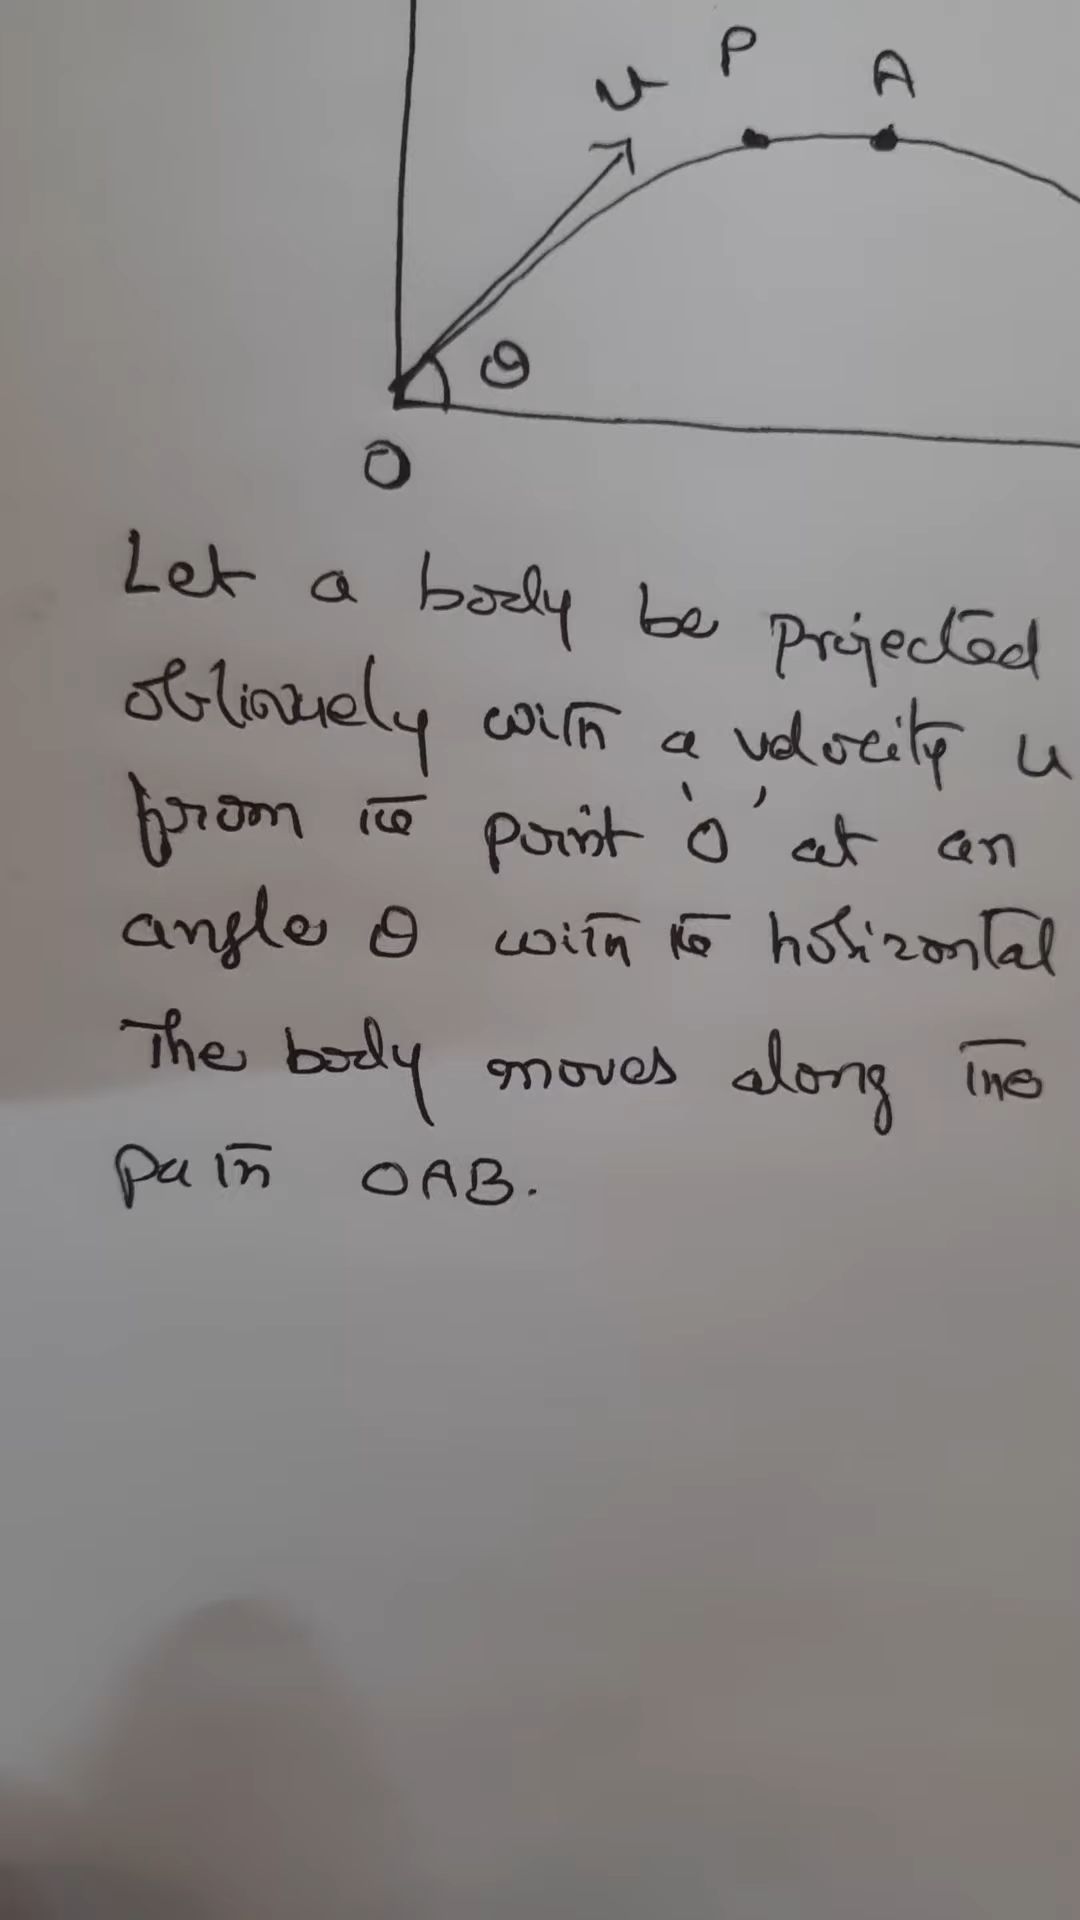 P
A
u
θ
O
Let a body be projected
obliquely with a velocity u
from the point 'O' at an
angle θ with the horizontal
The body moves along the
path OAB.